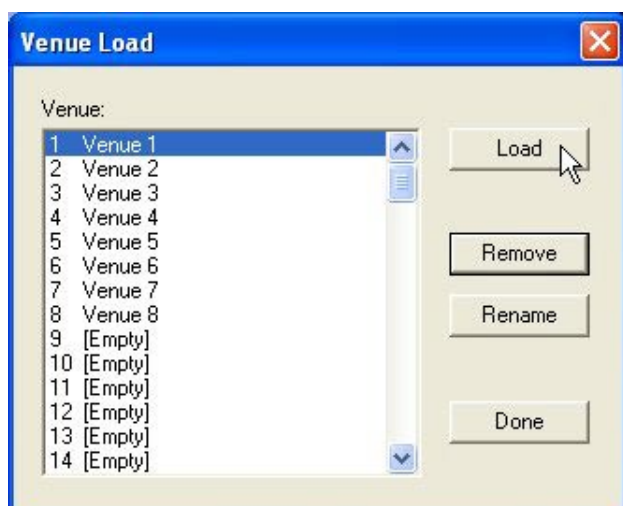 Venue Load
Venue:
1 Venue 1
2 Venue 2
3 Venue 3
4 Venue 4
5 Venue 5
6 Venue 6
7 Venue 7
8 Venue 8
9 [Empty]
10 [Empty]
11 [Empty]
12 [Empty]
13 [Empty]
14 [Empty]
Load
Remove
Rename
Done